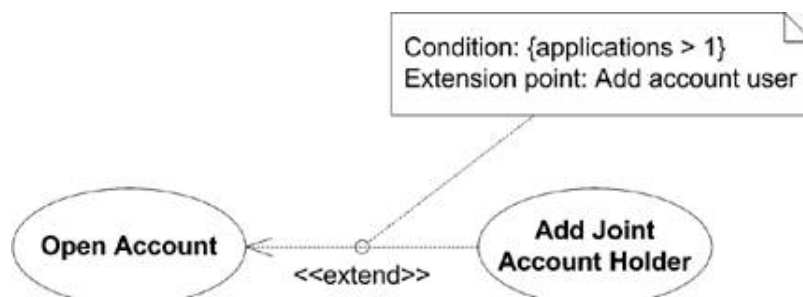 Condition: {applications > 1}
Extension point: Add account user
Open Account
Add Joint
Account Holder
<<extend>>